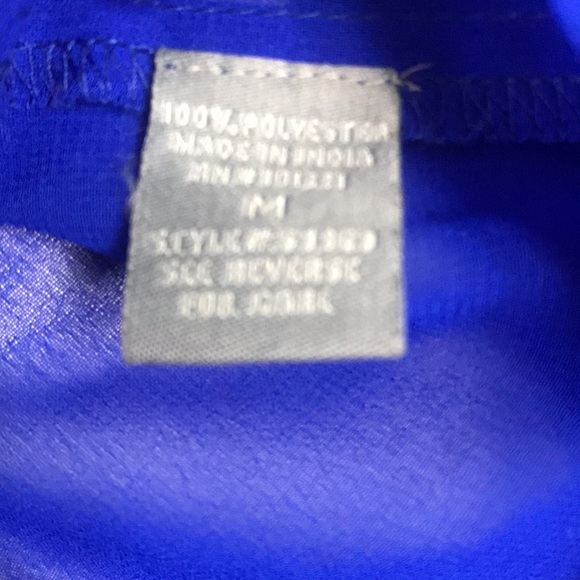 100% POLYESTER
MADE IN INDIA
M
STYLE#:
SEE REVERSE
FOR CARE